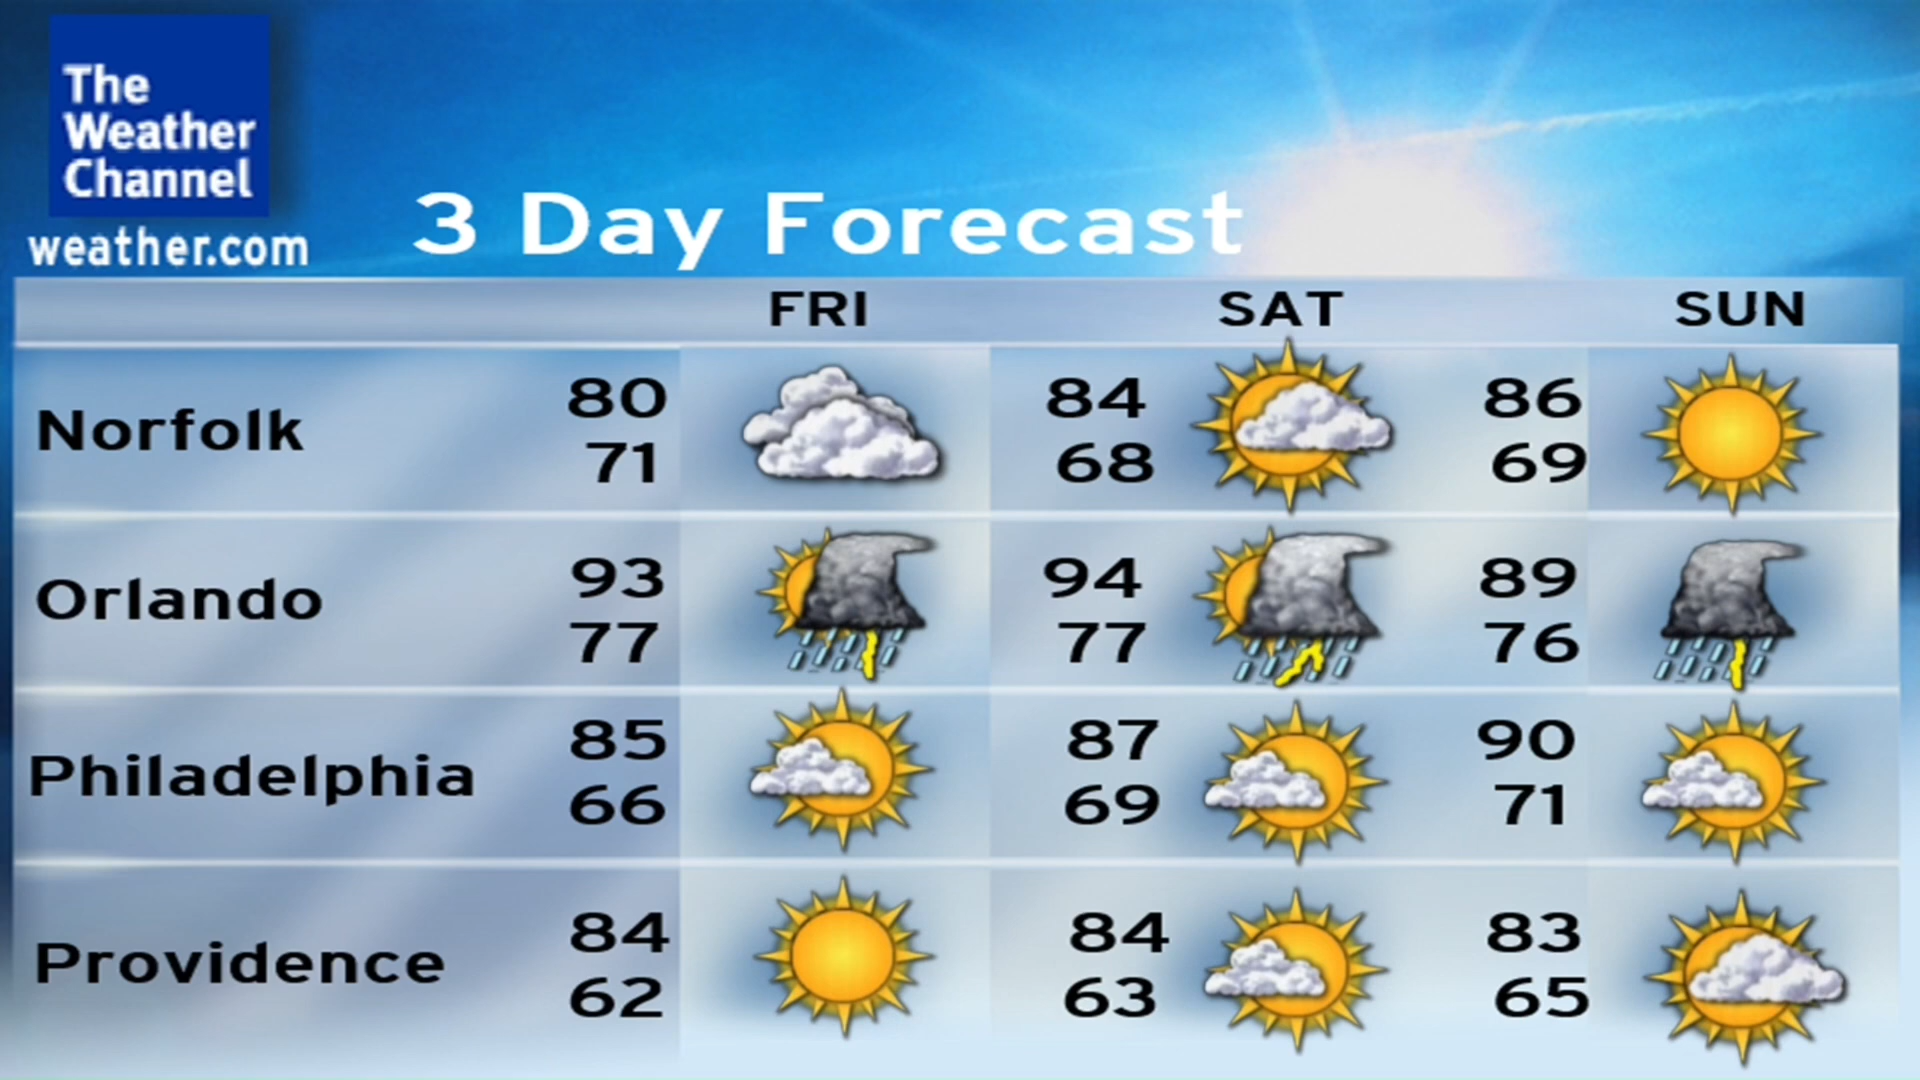 The
Weather
Channel
weather.com
3 Day Forecast
FRI SAT SUN
Norfolk 80 84 86
71 68 69
Orlando 93 94 89
77 77 76
Philadelphia 85 87 90
66 69 71
Providence 84 84 83
62 63 65